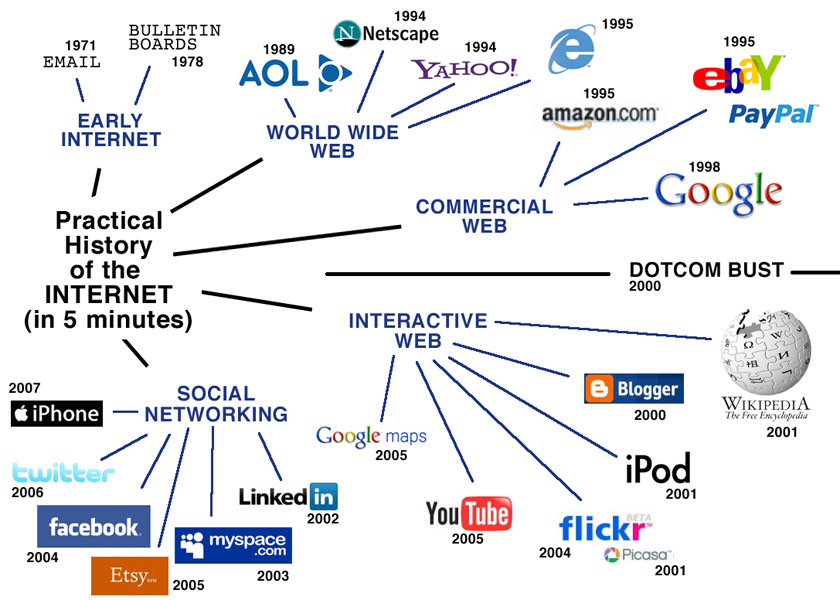 1971
EMAIL
BULLETIN
BOARDS
1978
EARLY
INTERNET
1989
AOL
1994
Netscape
1994
YAHOO!
1995
e
WORLD WIDE
WEB
1995
amazon.com
1995
ebaY
PayPal
1998
Google
COMMERCIAL
WEB
Practical
History
of the
INTERNET
(in 5 minutes)
DOTCOM BUST
2000
INTERACTIVE
WEB
WIKIPEDIA
The Free Encyclopedia
2001
Blogger
2000
iPod
2001
flickr BETA
2004
Picasa
2001
YouTube
2005
Google maps
2005
SOCIAL
NETWORKING
2007
iPhone
twitter
2006
facebook
2004
Etsy
2005
myspace
.com
2003
Linked in
2002